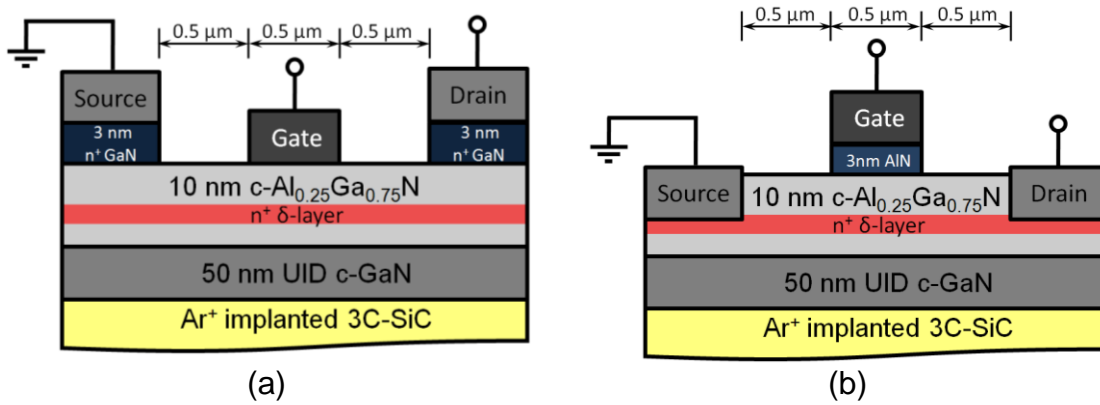 0.5 µm 0.5 µm 0.5 µm
Source
Gate
Drain
3 nm
n⁺ GaN
3 nm
n⁺ GaN
10 nm c-Al₀.₂₅Ga₀.₇₅N
n⁺ δ-layer
50 nm UID c-GaN
Ar⁺ implanted 3C-SiC
(a)
0.5 µm 0.5 µm 0.5 µm
Gate
3nm AlN
Source
10 nm c-Al₀.₂₅Ga₀.₇₅N
Drain
n⁺ δ-layer
50 nm UID c-GaN
Ar⁺ implanted 3C-SiC
(b)